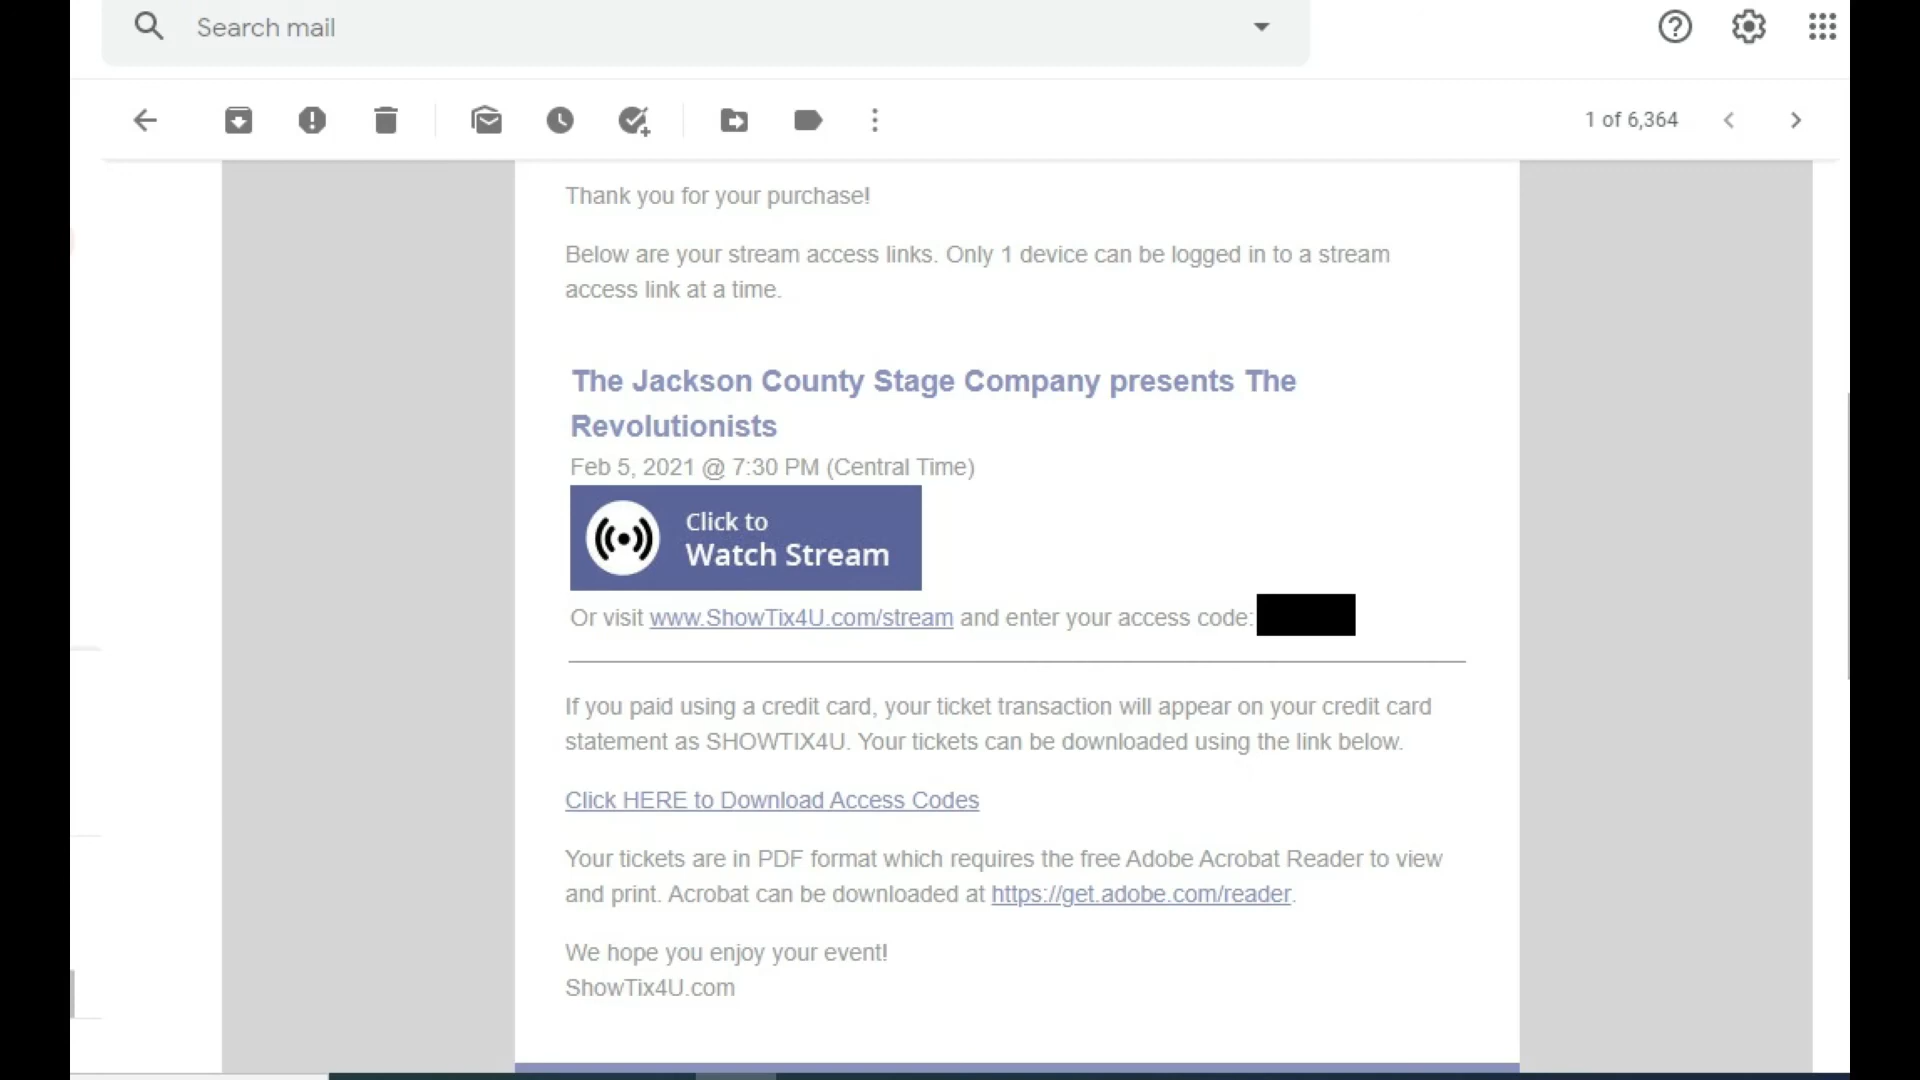 Search mail
1 of 6,364
Thank you for your purchase!
Below are your stream access links. Only 1 device can be logged in to a stream
access link at a time.
The Jackson County Stage Company presents The
Revolutionists
Feb 5, 2021 @ 7:30 PM (Central Time)
Click to
Watch Stream
Or visit www.ShowTix4U.com/stream and enter your access code:
If you paid using a credit card, your ticket transaction will appear on your credit card
statement as SHOWTIX4U. Your tickets can be downloaded using the link below.
Click HERE to Download Access Codes
Your tickets are in PDF format which requires the free Adobe Acrobat Reader to view
and print. Acrobat can be downloaded at https://get.adobe.com/reader.
We hope you enjoy your event!
ShowTix4U.com